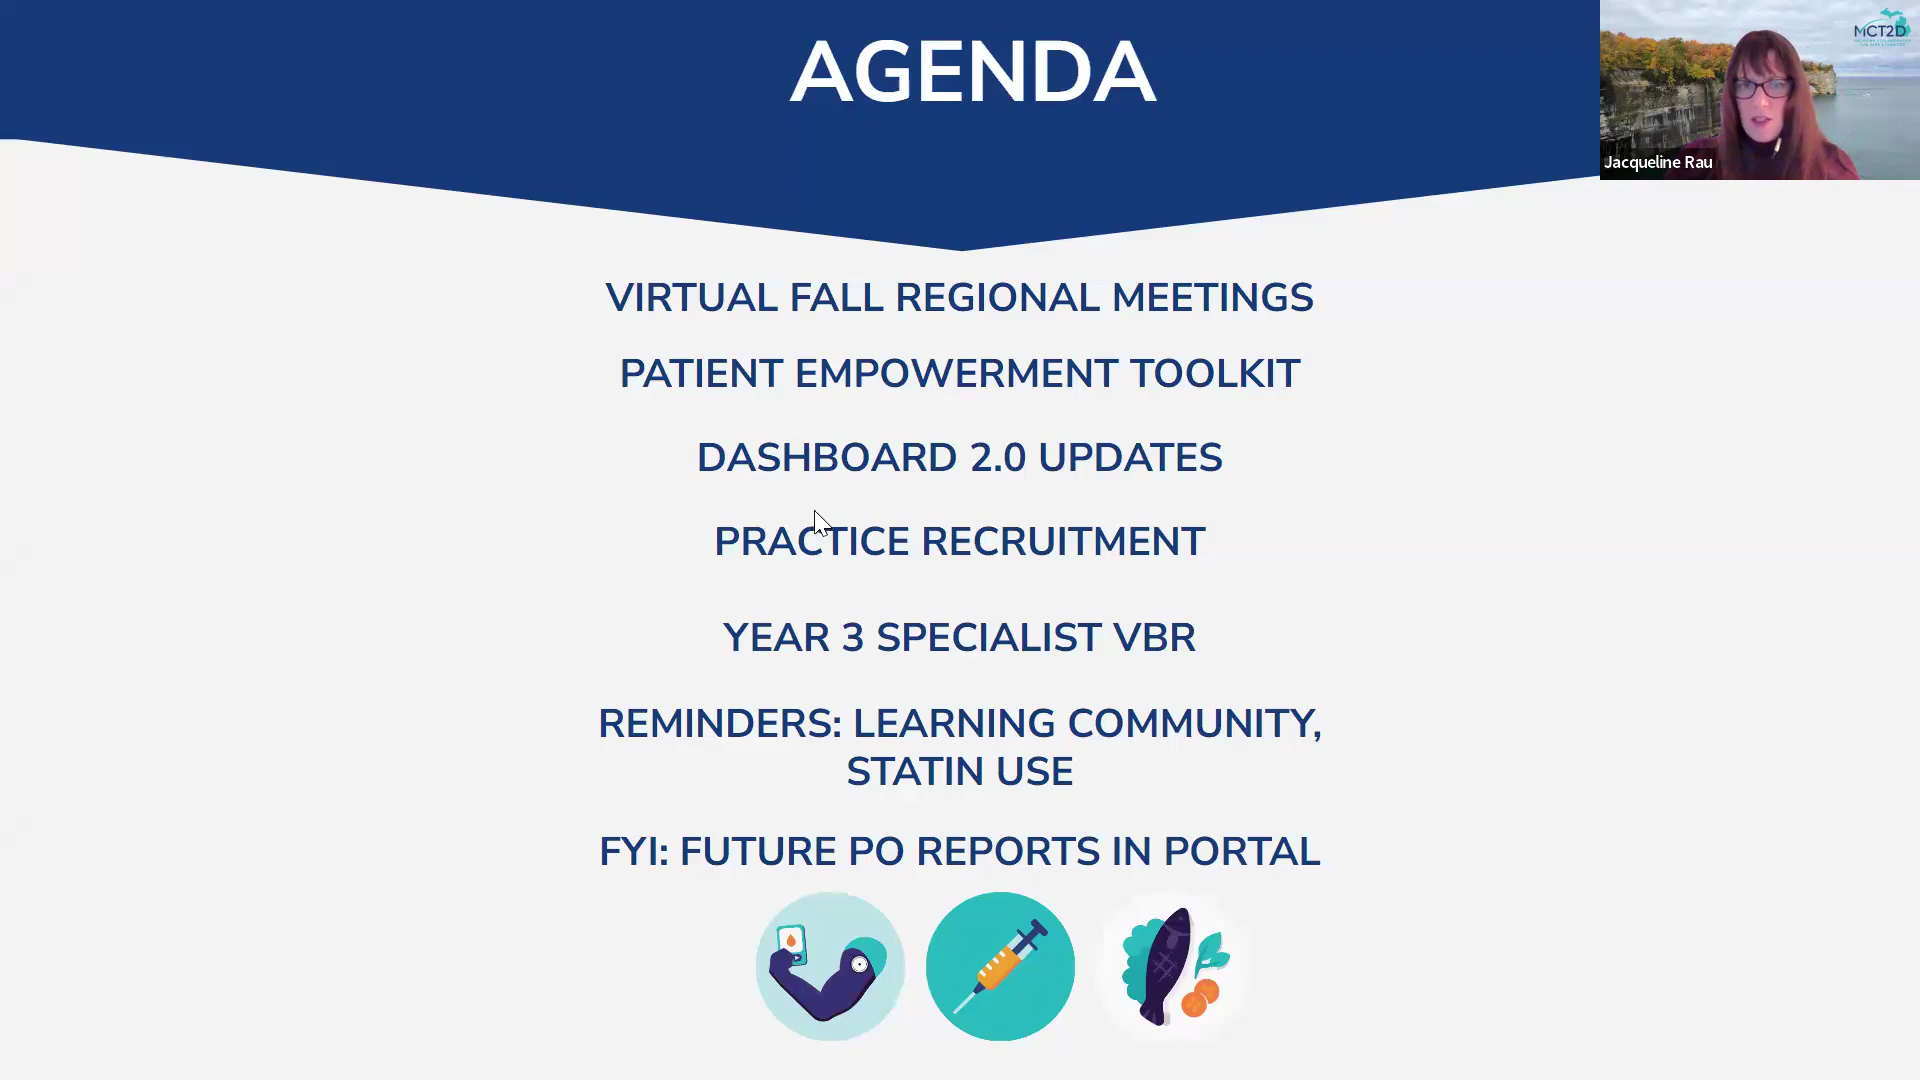 AGENDA
MCT2D
Jacqueline Rau
VIRTUAL FALL REGIONAL MEETINGS
PATIENT EMPOWERMENT TOOLKIT
DASHBOARD 2.0 UPDATES
PRACTICE RECRUITMENT
YEAR 3 SPECIALIST VBR
REMINDERS: LEARNING COMMUNITY,
STATIN USE
FYI: FUTURE PO REPORTS IN PORTAL